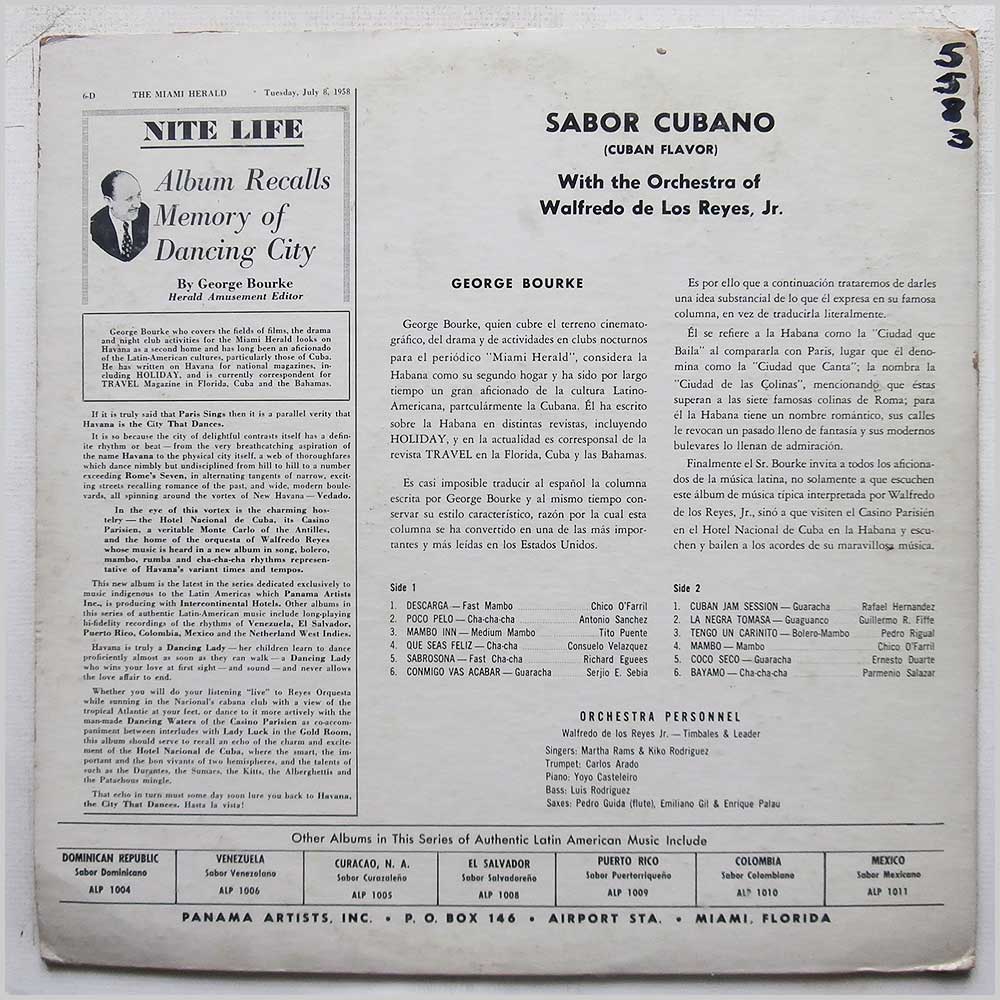 6-D THE MIAMI HERALD Tuesday, July 8, 1958
NITE LIFE
Album Recalls
Memory of
Dancing City
By George Bourke
Herald Amusement Editor
George Bourke who covers the fields of films, the drama
and night club activities for the Miami Herald looks on
Havana as a second home and has long been an aficionado
of the Latin-American cultures, particularly those of Cuba.
He has written on Havana for national magazines, in-
cluding HOLIDAY, and is currently correspondent for
TRAVEL Magazine in Florida, Cuba and the Bahamas.
If it is truly said that Paris Sings then it is a parallel verity that
Havana is the City That Dances.
It is so because the city of delightful contrasts itself has a defin-
ite rhythm or beat — from the very breathcatching aspiration of
the name Havana to the physical city itself, a web of thoroughfares
which dance nimbly but undisciplined from hill to hill to a number
exceeding Rome's Seven, in alternating tangents of narrow, excit-
ing streets recalling romance of the past, and wide, modern boule-
vards, all spinning around the vortex of New Havana — Vedado.
In the eye of this vortex is the charming hos-
telry — the Hotel Nacional de Cuba, its Casino
Parisien, a veritable Monte Carlo of the Antilles,
and the home of the orquesta of Walfredo Reyes
whose music is heard in a new album in song, bolero,
mambo, rumba and cha-cha-cha rhythms represen-
tative of Havana's variant times and tempos.
This new album is the latest in the series dedicated exclusively to
music indigenous to the Latin Americas which Panama Artists
Inc., is producing with Intercontinental Hotels. Other albums in
this series of authentic Latin-American music include long-playing
hi-fidelity recordings of the rhythms of Venezuela, El Salvador,
Puerto Rico, Colombia, Mexico and the Netherland West Indies.
Havana is truly a Dancing Lady — her children learn to dance
proficiently almost as soon as they can walk — a Dancing Lady
who wins your love at first sight — and sound — and never allows
the love affair to end.
Whether you will do your listening "live" to Reyes Orquesta
while sunning in the Nacional's cabana club with a view of the
tropical Atlantic at your feet, or dance to it more actively with the
man-made Dancing Waters of the Casino Parisien as co-accom-
paniment between interludes with Lady Luck in the Gold Room,
this album should serve to recall an echo of the charm and excite-
ment of the Hotel Nacional de Cuba, where the smart, the im-
portant and the bon vivants of two hemispheres, and the talents of
such as the Durantes, the Sumacs, the Kitts, the Alberghettis and
the Patachous mingle.
That echo in turn must some day soon lure you back to Havana,
the City That Dances. Hasta la vista!
5
5
8
3
SABOR CUBANO
(CUBAN FLAVOR)
With the Orchestra of
Walfredo de Los Reyes, Jr.
GEORGE BOURKE
George Bourke, quien cubre el terreno cinemato-
gráfico, del drama y de actividades en clubs nocturnos
para el periódico "Miami Herald", considera la
Habana como su segundo hogar y ha sido por largo
tiempo un gran aficionado de la cultura Latino-
Americana, partculármente la Cubana. Él ha escrito
sobre la Habana en distintas revistas, incluyendo
HOLIDAY, y en la actualidad es corresponsal de la
revista TRAVEL en la Florida, Cuba y las Bahamas.
Es casi imposible traducir al español la columna
escrita por George Bourke y al mismo tiempo con-
servar su estilo característico, razón por la cual esta
columna se ha convertido en una de las más impor-
tantes y más leídas en los Estados Unidos.
Es por ello que a continuación trataremos de darles
una idea substancial de lo que él expresa en su famosa
columna, en vez de traducirla literalmente.
Él se refiere a la Habana como la "Ciudad que
Baila" al compararla con Paris, lugar que él deno-
mina como la "Ciudad que Canta"; la nombra la
"Ciudad de las Colinas", mencionando que éstas
superan a las siete famosas colinas de Roma; para
él la Habana tiene un nombre romántico, sus calles
le revocan un pasado lleno de fantasia y sus modernos
bulevares lo llenan de admiración.
Finalmente el Sr. Bourke invita a todos los aficiona-
dos de la música latina, no solamente a que escuchen
este álbum de música típica interpretada por Walfredo
de los Reyes, Jr., sinó a que visiten el Casino Parisién
en el Hotel Nacional de Cuba en la Habana y escu-
chen y bailen a los acordes de su maravillosa música.
Side 1
1. DESCARGA — Fast Mambo Chico O'Farril
2. POCO PELO — Cha-cha-cha Antonio Sanchez
3. MAMBO INN — Medium Mambo Tito Puente
4. QUE SEAS FELIZ — Cha-cha Consuelo Velazquez
5. SABROSONA — Fast Cha-cha Richard Eguees
6. CONMIGO VAS ACABAR — Guaracha Serjio E. Sebia
Side 2
1. CUBAN JAM SESSION — Guaracha Rafael Hernandez
2. LA NEGRA TOMASA — Guaguanco Guillermo R. Fiffe
3. TENGO UN CARINITO — Bolero-Mambo Pedro Rigual
4. MAMBO — Mambo Chico O'Farril
5. COCO SECO — Guaracha Ernesto Duarte
6. BAYAMO — Cha-cha-cha Parmenio Salazar
ORCHESTRA PERSONNEL
Walfredo de los Reyes Jr. — Timbales & Leader
Singers: Martha Rams & Kiko Rodriguez
Trumpet: Carlos Arado
Piano: Yoyo Casteleiro
Bass: Luis Rodriguez
Saxes: Pedro Guida (flute), Emiliano Gil & Enrique Palau
Other Albums in This Series of Authentic Latin American Music Include
DOMINICAN REPUBLIC VENEZUELA CURACAO, N. A. EL SALVADOR PUERTO RICO COLOMBIA MEXICO
Sabor Dominicano Sabor Venezolano Sabor Curazaleño Sabor Salvadoreño Sabor Puertorriqueño Sabor Colombiano Sabor Mexicano
ALP 1004 ALP 1006 ALP 1005 ALP 1008 ALP 1009 ALP 1010 ALP 1011
PANAMA ARTISTS, INC. • P. O. BOX 146 • AIRPORT STA. • MIAMI, FLORIDA